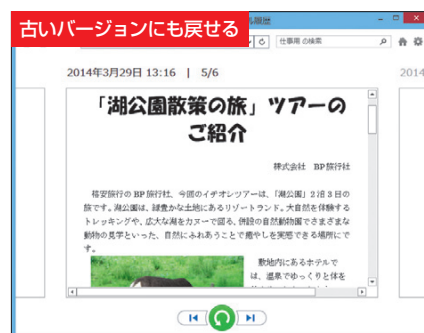 古いバージョンにも戻せる
ル履歴
仕事用 の検索
2014年3月29日 13:16 | 5/6
2014
「湖公園散策の旅」ツアーの
ご紹介
株式会社 BP旅行社
格安旅行の BP 旅行社、今回のイチオシツアーは、「湖公園」2泊3日の
旅です。湖公園は、緑豊かな土地にあるリゾートランド。大自然を体験する
トレッキングや、広大な湖をカヌーで図る、併設の自然動物園でさまざまな
動物の見学といった、自然にふれあうことで癒やしを実感できる場所にで
す。
敷地内にあるホテルで
は、温泉でゆっくりと体を